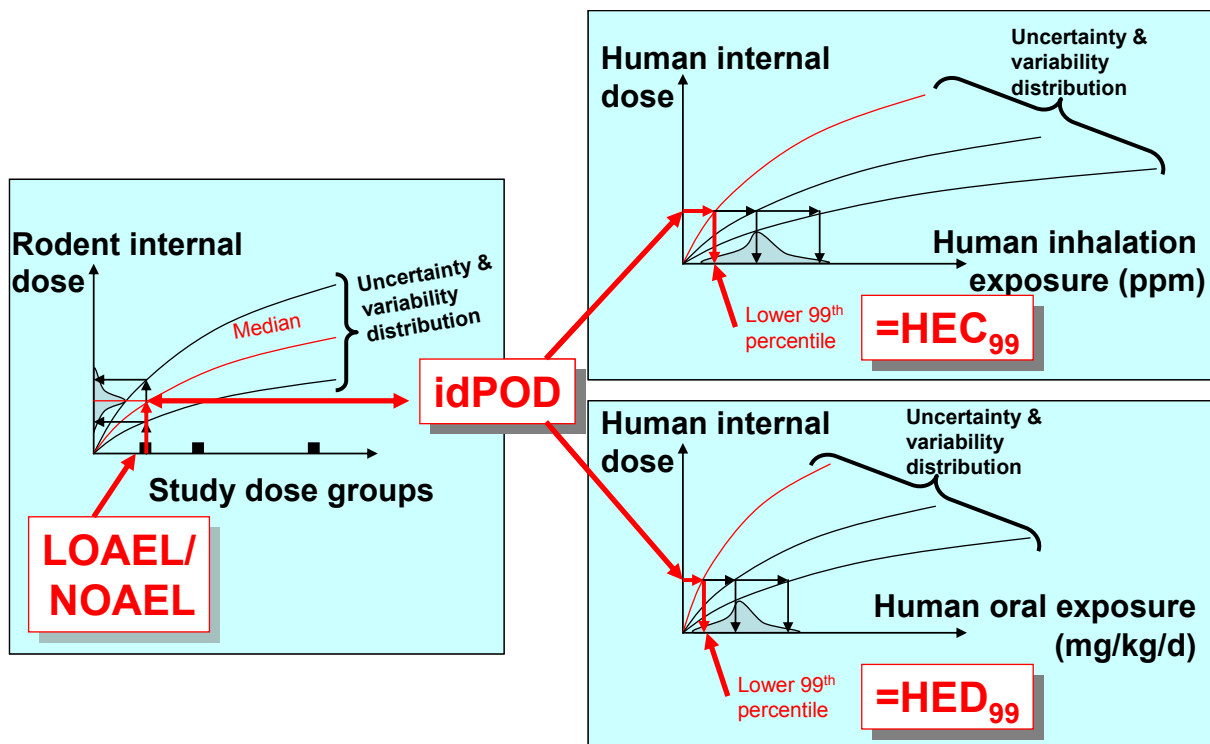 Rodent internal
dose
Median
Uncertainty &
variability
distribution
Study dose groups
LOAEL/
NOAEL
idPOD
Human internal
dose
Uncertainty &
variability
distribution
Human inhalation
exposure (ppm)
Lower 99th
percentile
=HEC99
Human internal
dose
Uncertainty &
variability
distribution
Human oral exposure
(mg/kg/d)
Lower 99th
percentile
=HED99